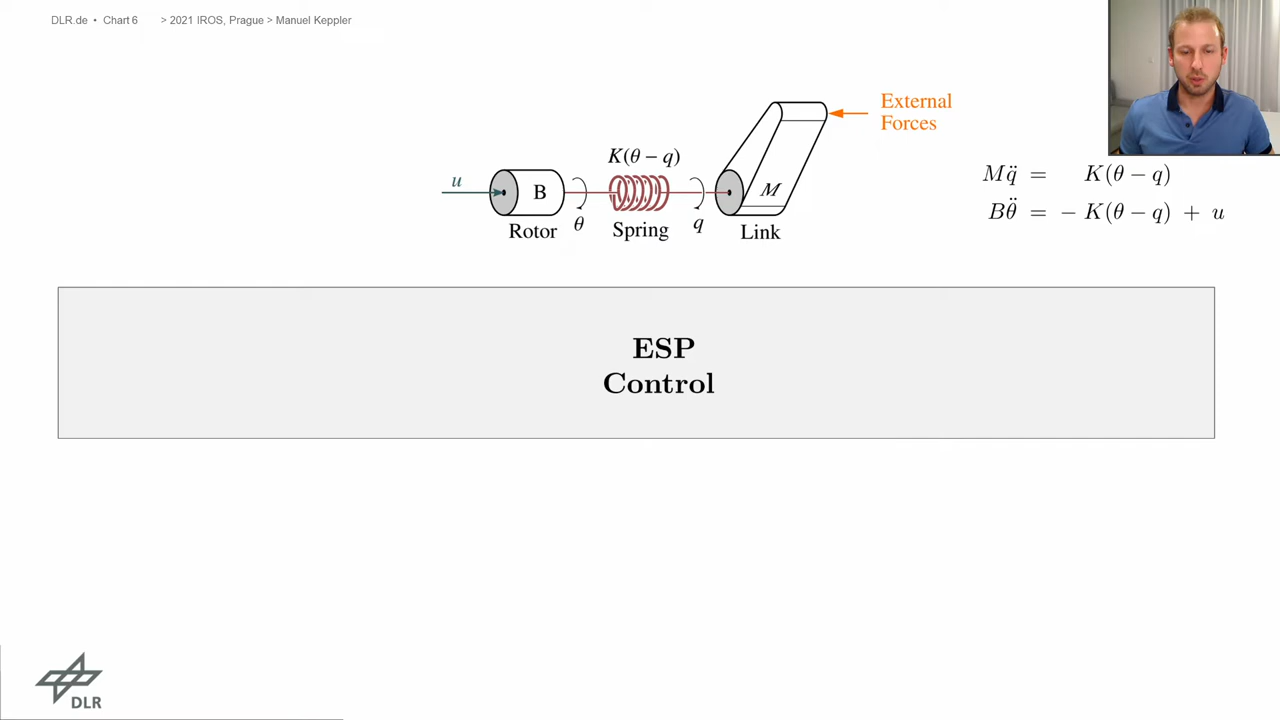 DLR.de • Chart 6 > 2021 IROS, Prague > Manuel Keppler
External
Forces
K(θ − q)
u
B
M
θ
q
Rotor
Spring
Link
Mq̈ = K(θ − q)
Bθ̈ = − K(θ − q) + u
ESP
Control
DLR